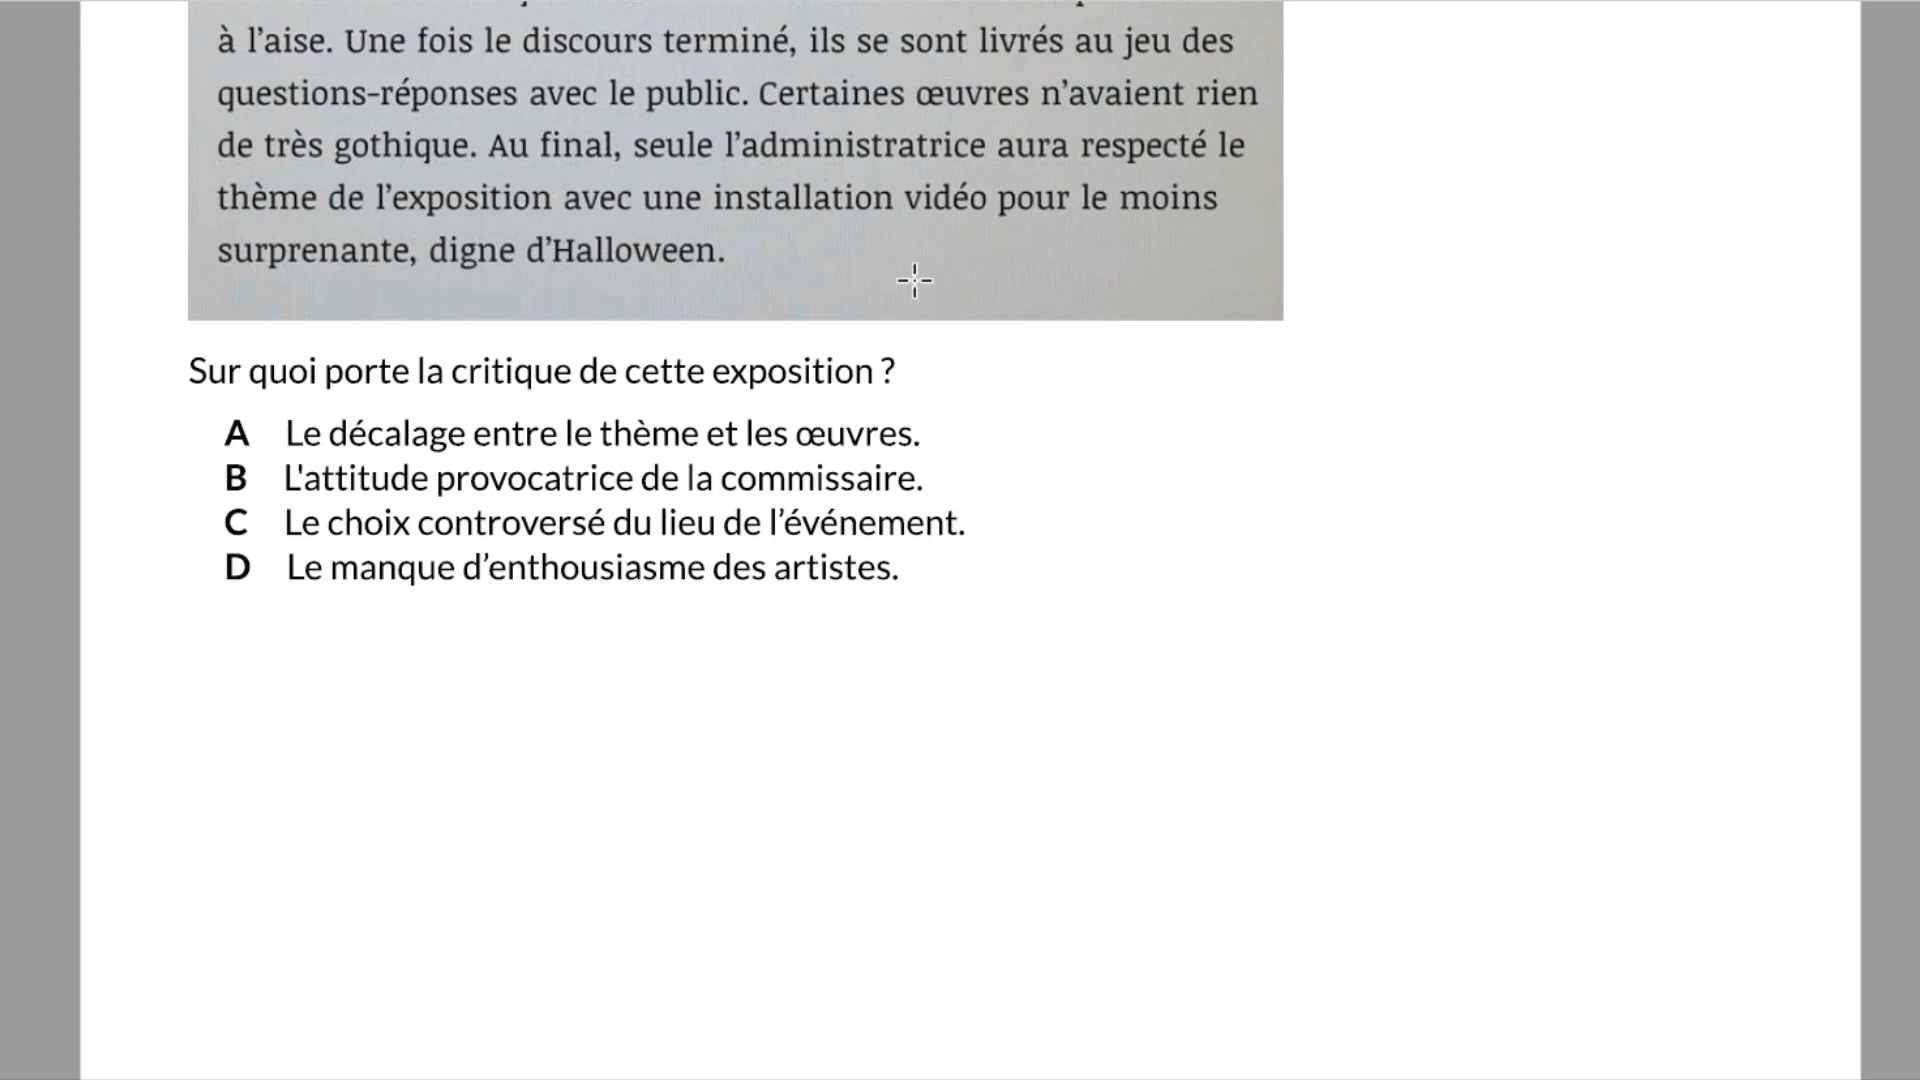 à l’aise. Une fois le discours terminé, ils se sont livrés au jeu des
questions-réponses avec le public. Certaines œuvres n’avaient rien
de très gothique. Au final, seule l’administratrice aura respecté le
thème de l’exposition avec une installation vidéo pour le moins
surprenante, digne d’Halloween.
Sur quoi porte la critique de cette exposition ?
A Le décalage entre le thème et les œuvres.
B L'attitude provocatrice de la commissaire.
C Le choix controversé du lieu de l’événement.
D Le manque d’enthousiasme des artistes.